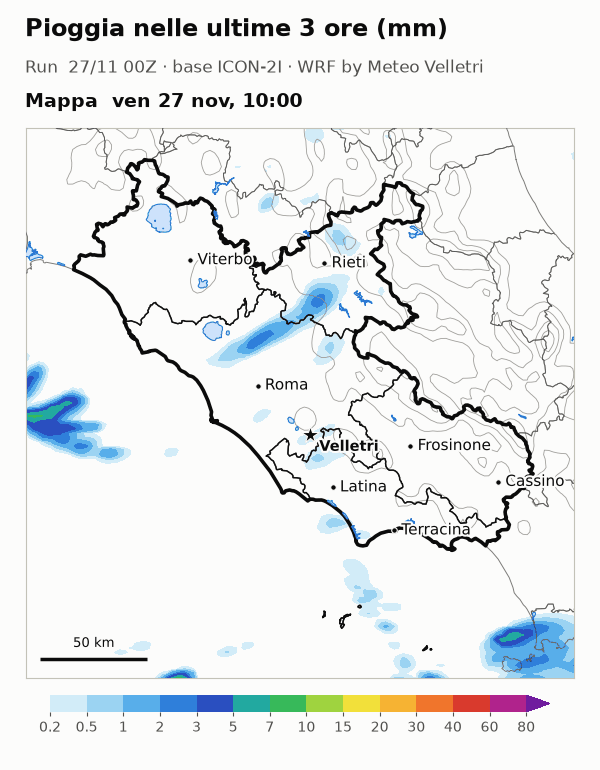 Pioggia nelle ultime 3 ore (mm)
Run  27/11 00Z · base ICON-2I · WRF by Meteo Velletri
Mappa  ven 27 nov, 10:00
Viterbo
Rieti
Roma
Velletri
Frosinone
Latina
Cassino
Terracina
50 km
0.2 0.5 1 2 3 5 7 10 15 20 30 40 60 80